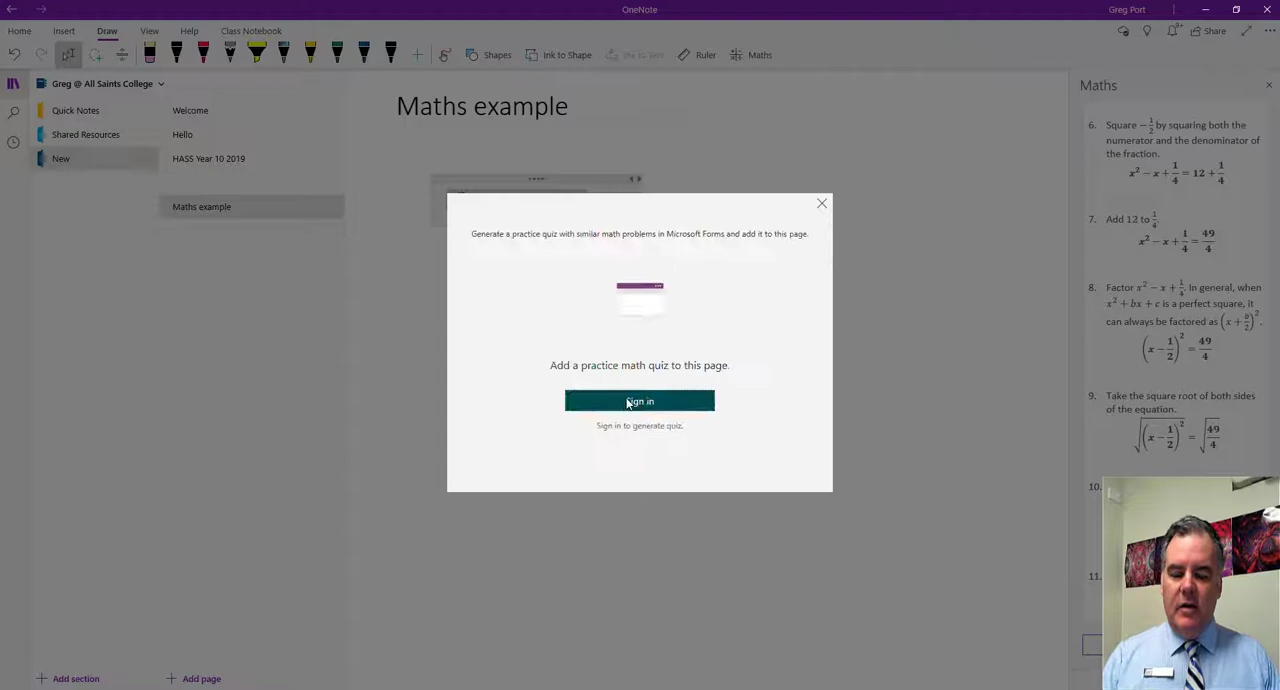 OneNote
Greg Port
Home
Insert
Draw
View
Help
Class Notebook
Share
Shapes
Ink to Shape
Ruler
Maths
Greg @ All Saints College
Quick Notes
Shared Resources
New
Welcome
Hello
HASS Year 10 2019
Maths example
Maths example
Generate a practice quiz with similar math problems in Microsoft Forms and add it to this page.
Add a practice math quiz to this page.
Sign in
Sign in to generate quiz.
Maths
6. Square -1/2 by squaring both the
numerator and the denominator of
the fraction.
x² − x + 1/4 = 12 + 1/4
7. Add 12 to 1/4.
x² − x + 1/4 = 49/4
8. Factor x² − x + 1/4. In general, when
x² + bx + c is a perfect square, it
can always be factored as (x + b/2)².
(x − 1/2)² = 49/4
9. Take the square root of both sides
of the equation.
√(x − 1/2)² = √49/4
10.
11.
Add section
Add page